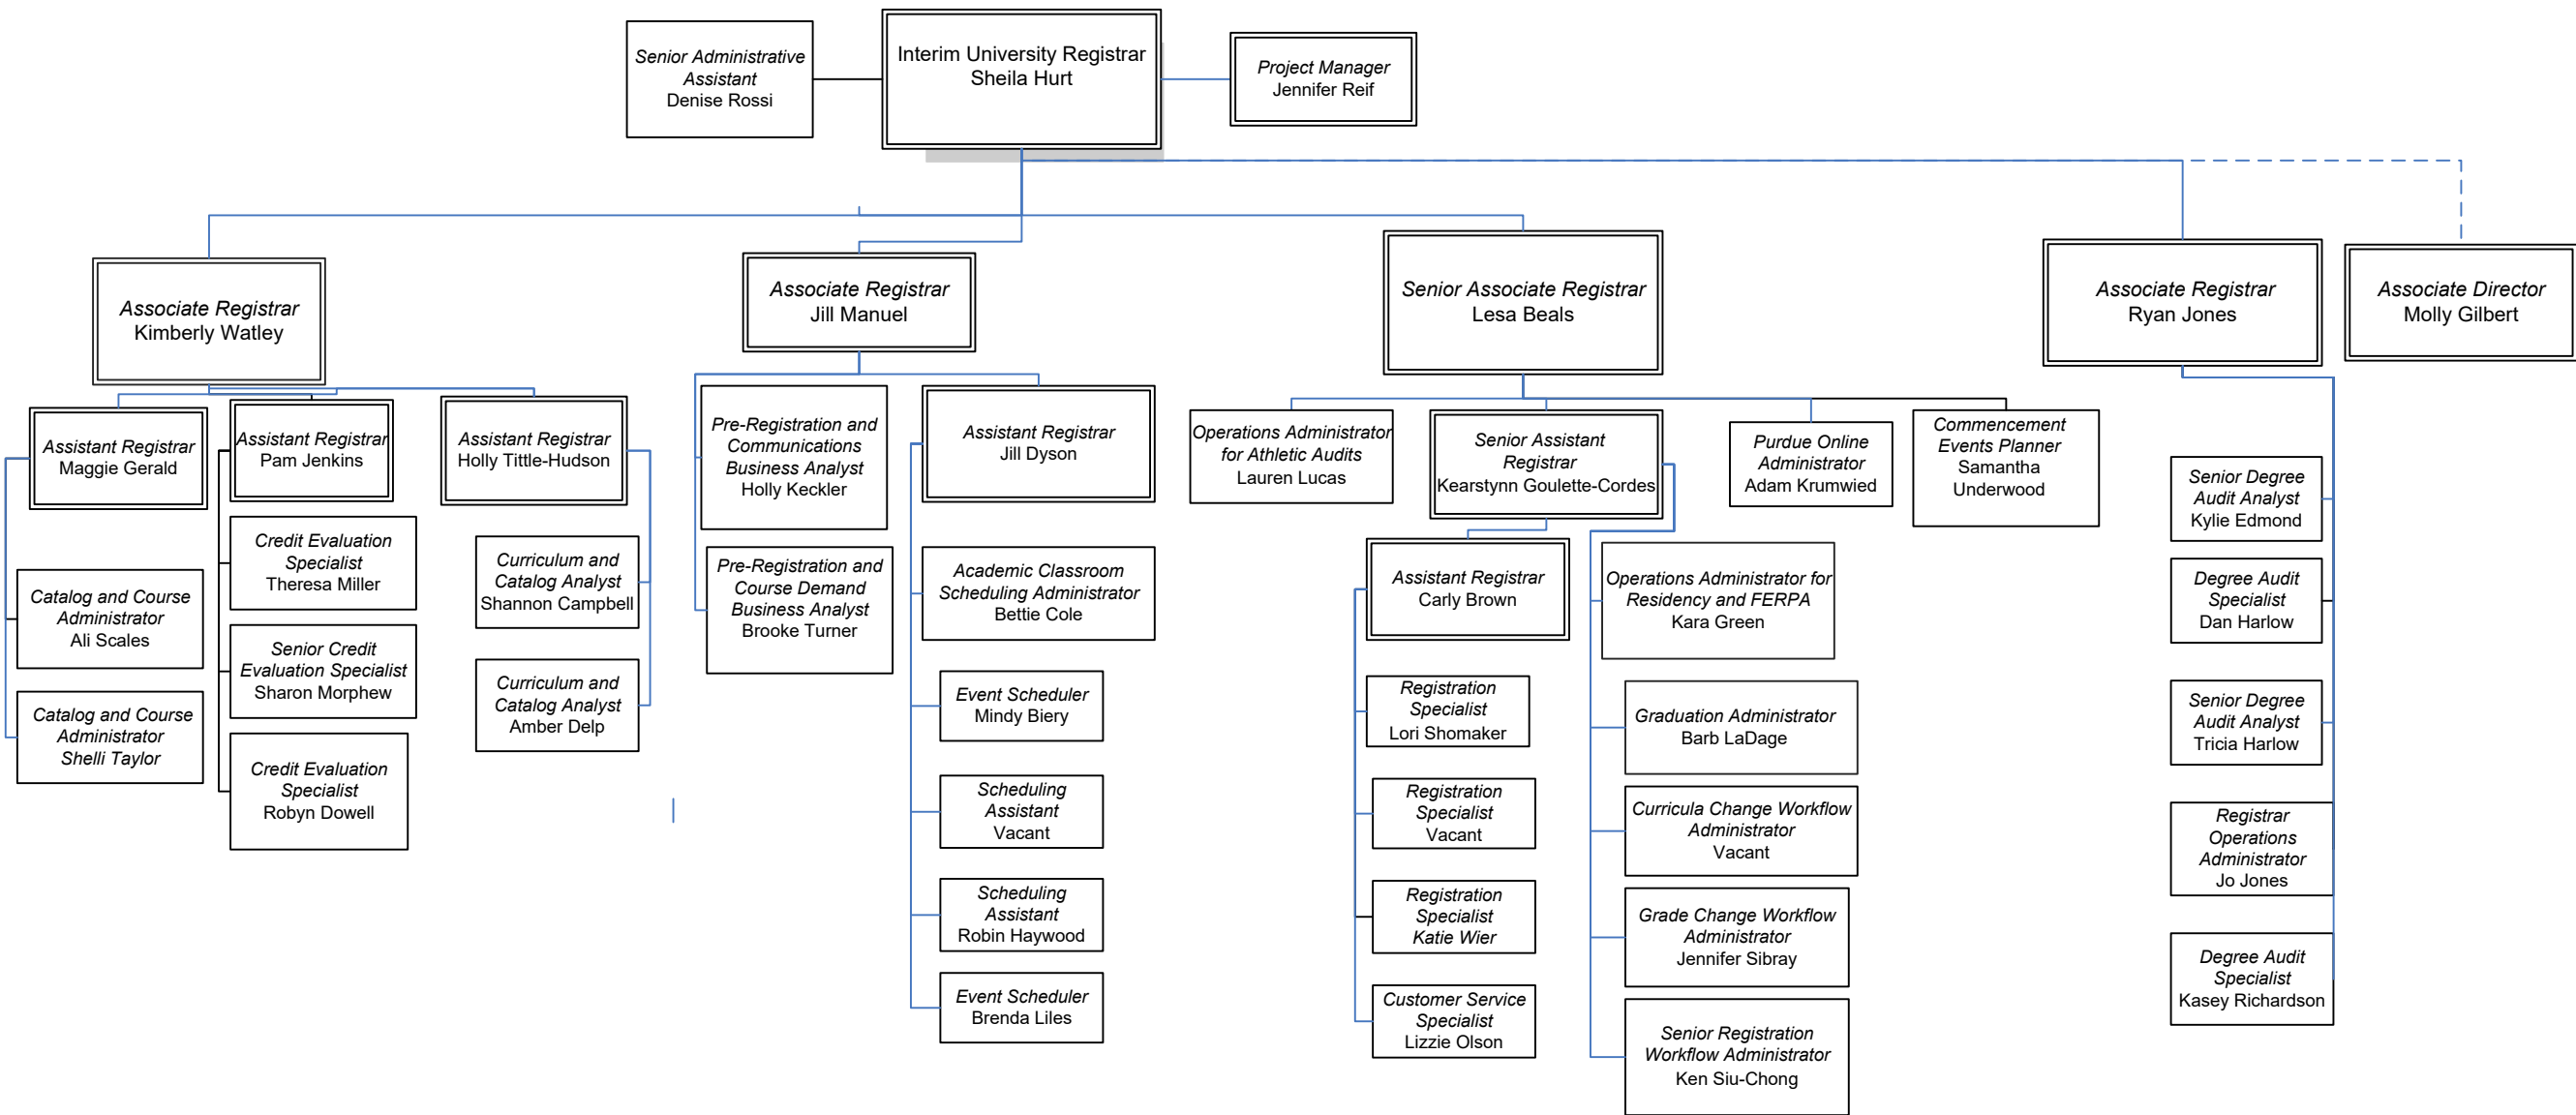 Senior Administrative
Assistant
Denise Rossi
Interim University Registrar
Sheila Hurt
Project Manager
Jennifer Reif
Associate Registrar
Kimberly Watley
Associate Registrar
Jill Manuel
Senior Associate Registrar
Lesa Beals
Associate Registrar
Ryan Jones
Associate Director
Molly Gilbert
Assistant Registrar
Maggie Gerald
Catalog and Course
Administrator
Ali Scales
Catalog and Course
Administrator
Shelli Taylor
Assistant Registrar
Pam Jenkins
Credit Evaluation
Specialist
Theresa Miller
Senior Credit
Evaluation Specialist
Sharon Morphew
Credit Evaluation
Specialist
Robyn Dowell
Assistant Registrar
Holly Tittle-Hudson
Curriculum and
Catalog Analyst
Shannon Campbell
Curriculum and
Catalog Analyst
Amber Delp
Pre-Registration and
Communications
Business Analyst
Holly Keckler
Pre-Registration and
Course Demand
Business Analyst
Brooke Turner
Assistant Registrar
Jill Dyson
Academic Classroom
Scheduling Administrator
Bettie Cole
Event Scheduler
Mindy Biery
Scheduling
Assistant
Vacant
Scheduling
Assistant
Robin Haywood
Event Scheduler
Brenda Liles
Operations Administrator
for Athletic Audits
Lauren Lucas
Senior Assistant
Registrar
Kearstynn Goulette-Cordes
Purdue Online
Administrator
Adam Krumwied
Commencement
Events Planner
Samantha
Underwood
Assistant Registrar
Carly Brown
Registration
Specialist
Lori Shomaker
Registration
Specialist
Vacant
Registration
Specialist
Katie Wier
Customer Service
Specialist
Lizzie Olson
Operations Administrator for
Residency and FERPA
Kara Green
Graduation Administrator
Barb LaDage
Curricula Change Workflow
Administrator
Vacant
Grade Change Workflow
Administrator
Jennifer Sibray
Senior Registration
Workflow Administrator
Ken Siu-Chong
Senior Degree
Audit Analyst
Kylie Edmond
Degree Audit
Specialist
Dan Harlow
Senior Degree
Audit Analyst
Tricia Harlow
Registrar
Operations
Administrator
Jo Jones
Degree Audit
Specialist
Kasey Richardson